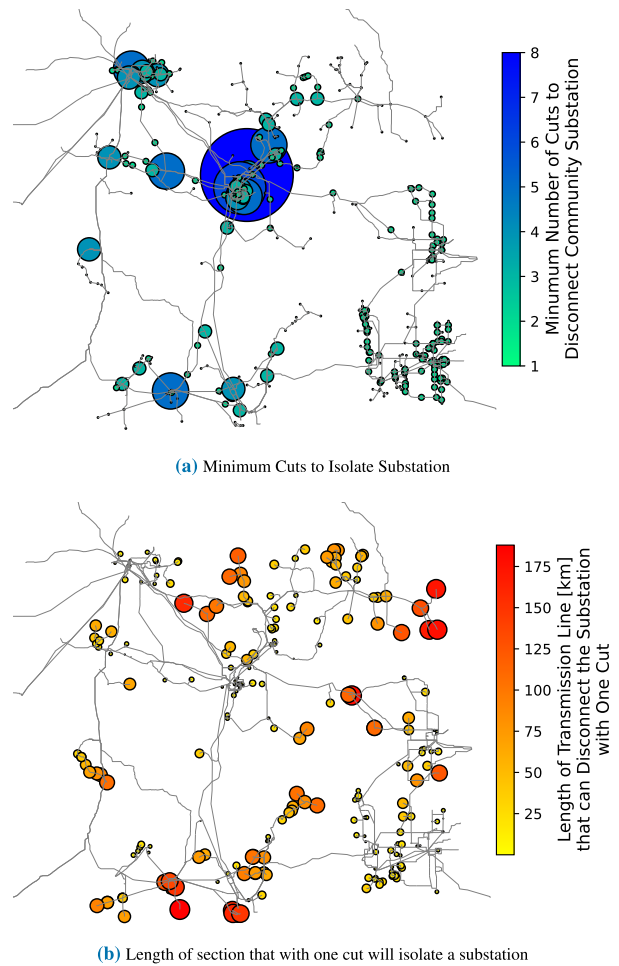 8
7
6
5
4
3
2
1
Minumum Number of Cuts to
Disconnect Community Substation
(a) Minimum Cuts to Isolate Substation
175
150
125
100
75
50
25
Length of Transmission Line [km]
that can Disconnect the Substation
with One Cut
(b) Length of section that with one cut will isolate a substation